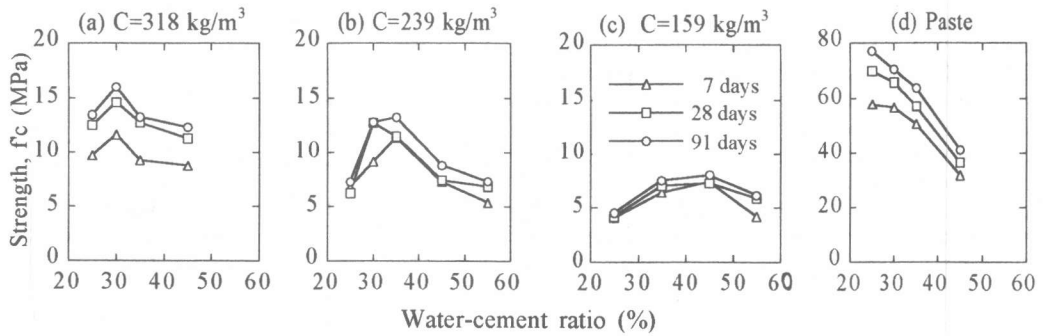 (a) C=318 kg/m³ (b) C=239 kg/m³ (c) C=159 kg/m³ (d) Paste
20 20 20 80
15 15 15 60
10 10 10 40
5 5 5 20
0 0 0 0
7 days
28 days
91 days
20 30 40 50 60 20 30 40 50 60 20 30 40 50 60 20 30 40 50 60
Strength, f'c (MPa)
Water-cement ratio (%)